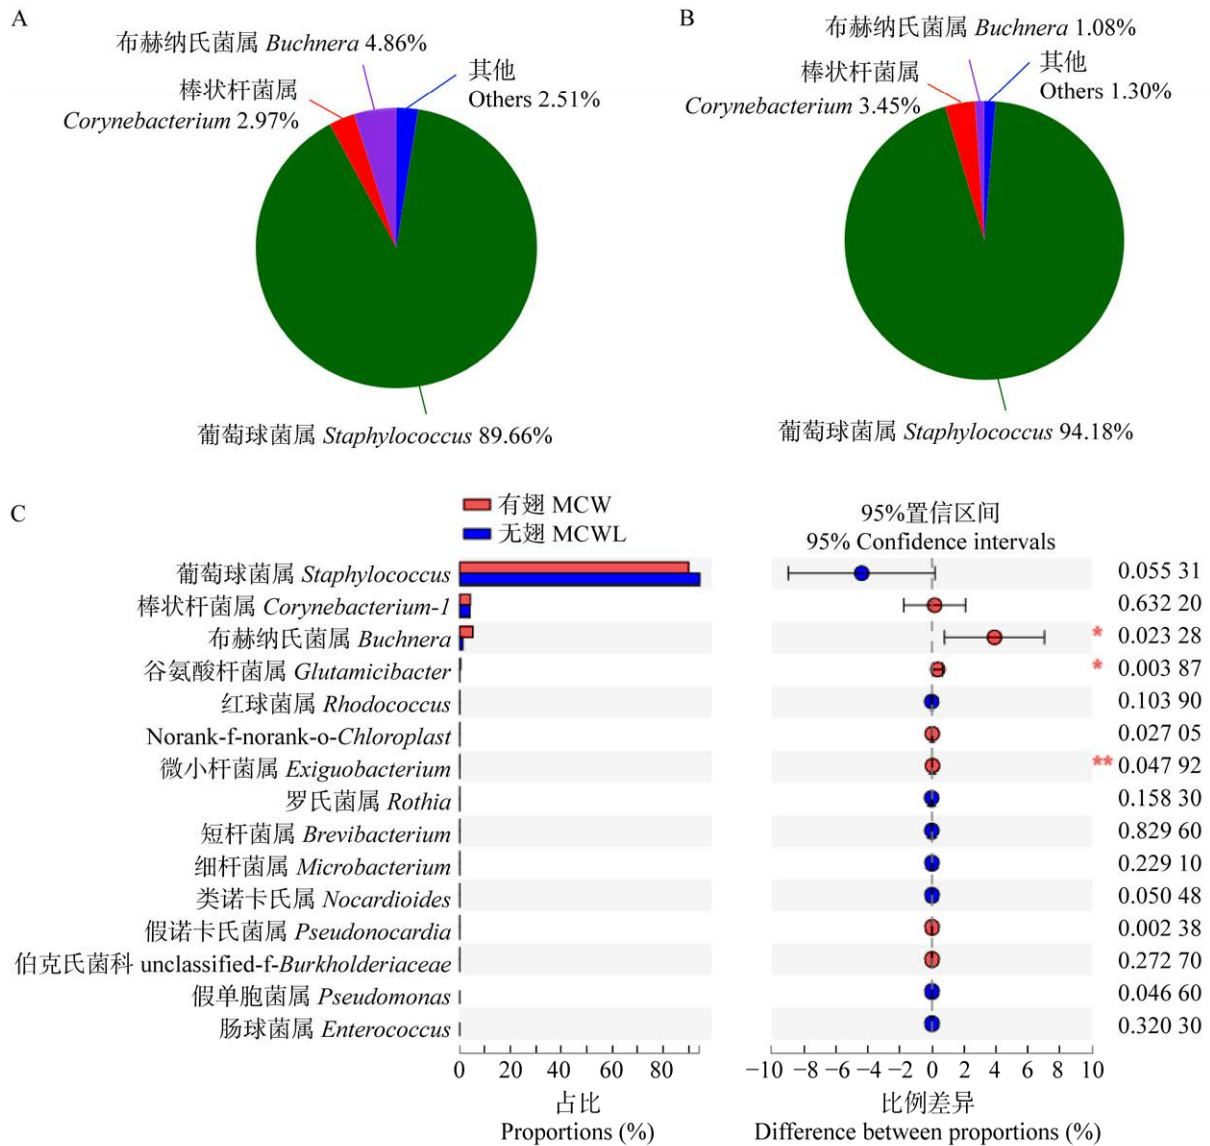 A
布赫纳氏菌属 Buchnera 4.86%
棒状杆菌属
Corynebacterium 2.97%
其他
Others 2.51%
葡萄球菌属 Staphylococcus 89.66%
B
布赫纳氏菌属 Buchnera 1.08%
棒状杆菌属
Corynebacterium 3.45%
其他
Others 1.30%
葡萄球菌属 Staphylococcus 94.18%
C
有翅 MCW
无翅 MCWL
95%置信区间
95% Confidence intervals
葡萄球菌属 Staphylococcus 0.055 31
棒状杆菌属 Corynebacterium-1 0.632 20
布赫纳氏菌属 Buchnera * 0.023 28
谷氨酸杆菌属 Glutamicibacter * 0.003 87
红球菌属 Rhodococcus 0.103 90
Norank-f-norank-o-Chloroplast 0.027 05
微小杆菌属 Exiguobacterium ** 0.047 92
罗氏菌属 Rothia 0.158 30
短杆菌属 Brevibacterium 0.829 60
细杆菌属 Microbacterium 0.229 10
类诺卡氏属 Nocardioides 0.050 48
假诺卡氏菌属 Pseudonocardia 0.002 38
伯克氏菌科 unclassified-f-Burkholderiaceae 0.272 70
假单胞菌属 Pseudomonas 0.046 60
肠球菌属 Enterococcus 0.320 30
0 20 40 60 80
占比
Proportions (%)
−10 −8 −6 −4 −2 0 2 4 6 8 10
比例差异
Difference between proportions (%)